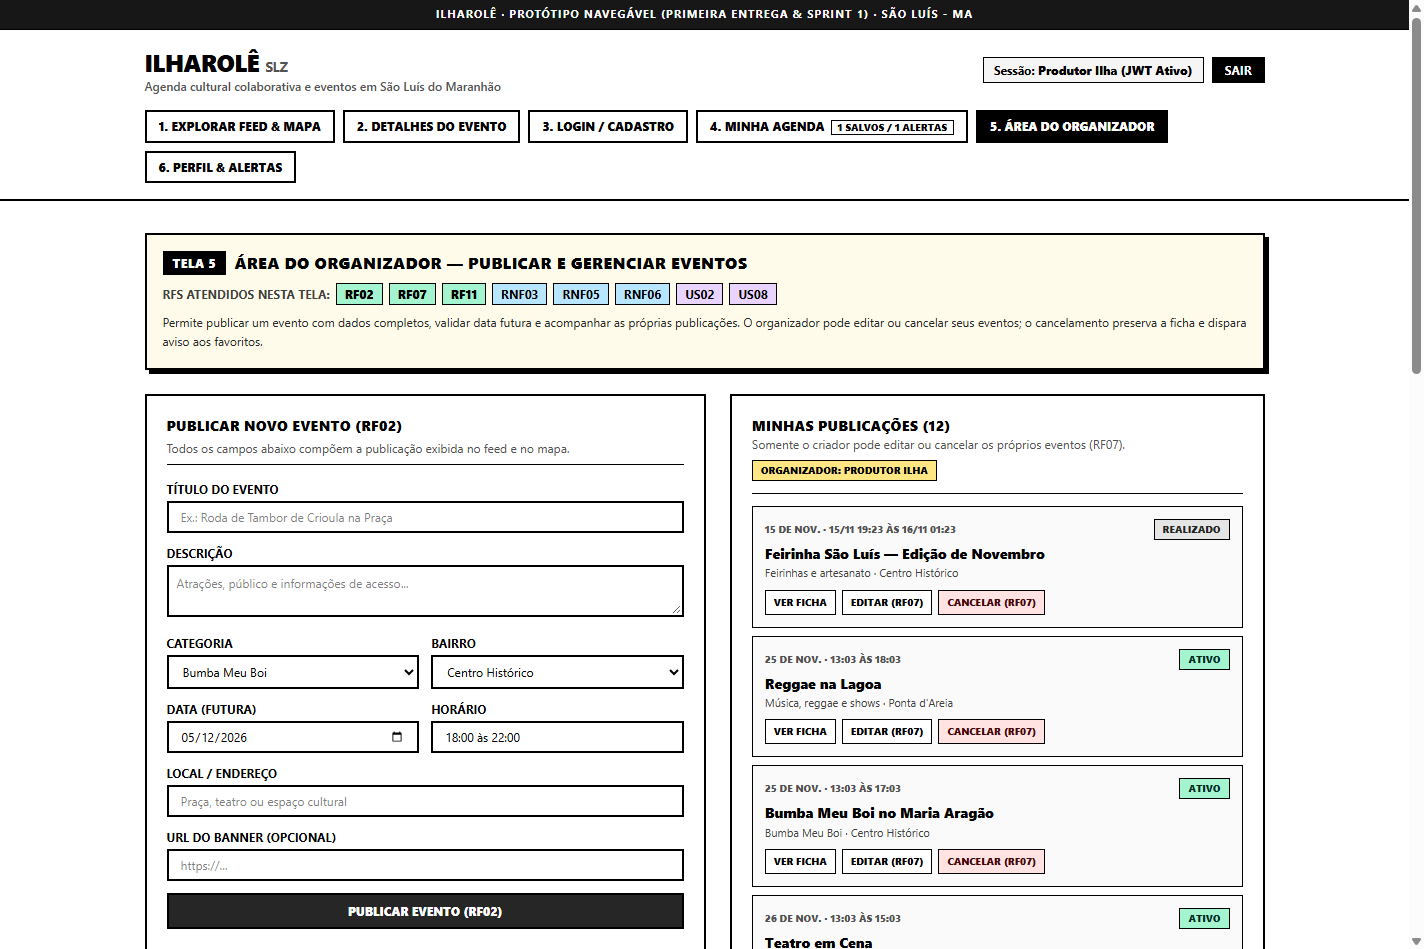 ILHAROLÊ · PROTÓTIPO NAVEGÁVEL (PRIMEIRA ENTREGA & SPRINT 1) · SÃO LUÍS - MA
ILHAROLÊ SLZ
Agenda cultural colaborativa e eventos em São Luís do Maranhão
Sessão: Produtor Ilha (JWT Ativo)
SAIR
1. EXPLORAR FEED & MAPA
2. DETALHES DO EVENTO
3. LOGIN / CADASTRO
4. MINHA AGENDA 1 SALVOS / 1 ALERTAS
5. ÁREA DO ORGANIZADOR
6. PERFIL & ALERTAS
TELA 5 ÁREA DO ORGANIZADOR — PUBLICAR E GERENCIAR EVENTOS
RFS ATENDIDOS NESTA TELA: RF02 RF07 RF11 RNF03 RNF05 RNF06 US02 US08
Permite publicar um evento com dados completos, validar data futura e acompanhar as próprias publicações. O organizador pode editar ou cancelar seus eventos; o cancelamento preserva a ficha e dispara
aviso aos favoritos.
PUBLICAR NOVO EVENTO (RF02)
Todos os campos abaixo compõem a publicação exibida no feed e no mapa.
TÍTULO DO EVENTO
Ex.: Roda de Tambor de Crioula na Praça
DESCRIÇÃO
Atrações, público e informações de acesso...
CATEGORIA
Bumba Meu Boi
BAIRRO
Centro Histórico
DATA (FUTURA)
05/12/2026
HORÁRIO
18:00 às 22:00
LOCAL / ENDEREÇO
Praça, teatro ou espaço cultural
URL DO BANNER (OPCIONAL)
https://...
PUBLICAR EVENTO (RF02)
MINHAS PUBLICAÇÕES (12)
Somente o criador pode editar ou cancelar os próprios eventos (RF07).
ORGANIZADOR: PRODUTOR ILHA
15 DE NOV. · 15/11 19:23 ÀS 16/11 01:23
REALIZADO
Feirinha São Luís — Edição de Novembro
Feirinhas e artesanato · Centro Histórico
VER FICHA
EDITAR (RF07)
CANCELAR (RF07)
25 DE NOV. · 13:03 ÀS 18:03
ATIVO
Reggae na Lagoa
Música, reggae e shows · Ponta d'Areia
VER FICHA
EDITAR (RF07)
CANCELAR (RF07)
25 DE NOV. · 13:03 ÀS 17:03
ATIVO
Bumba Meu Boi no Maria Aragão
Bumba Meu Boi · Centro Histórico
VER FICHA
EDITAR (RF07)
CANCELAR (RF07)
26 DE NOV. · 13:03 ÀS 15:03
ATIVO
Teatro em Cena